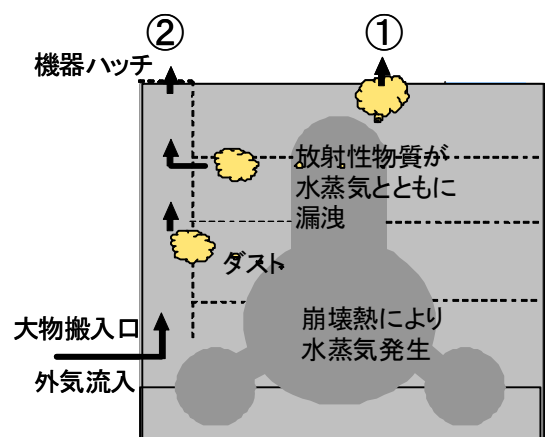 ② ①
機器ハッチ
放射性物質が
水蒸気とともに
漏洩
ダスト
崩壊熱により
水蒸気発生
大物搬入口
外気流入